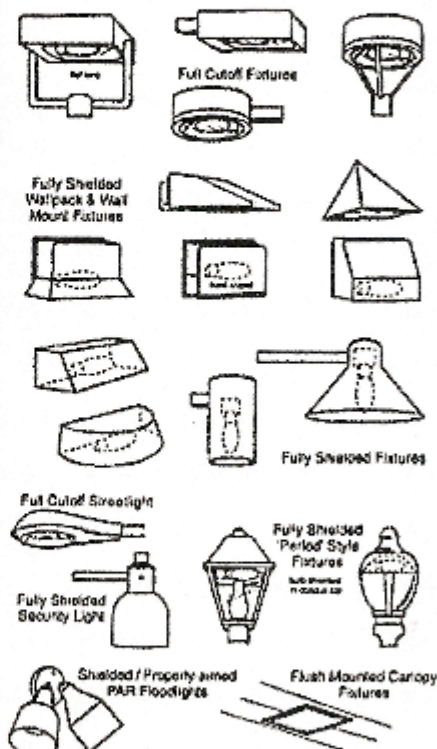 Full Cutoff Fixtures
Fully Shielded
Wallpack & Wall
Mount Fixtures
Fully Shielded Fixtures
Full Cutoff Streetlight
Fully Shielded
'Period' Style
Fixtures
Fully Shielded
Security Light
Shielded / Properly aimed
PAR Floodlights
Flush Mounted Canopy
Fixtures